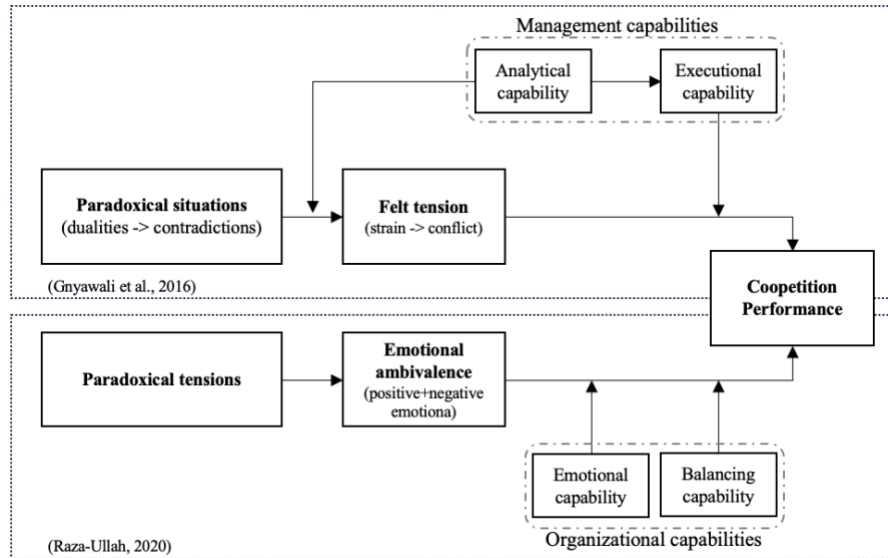 Management capabilities
Analytical
capability
Executional
capability
Paradoxical situations
(dualities -> contradictions)
Felt tension
(strain -> conflict)
(Gnyawali et al., 2016)
Coopetition
Performance
Paradoxical tensions
Emotional
ambivalence
(positive+negative
emotiona)
Emotional
capability
Balancing
capability
Organizational capabilities
(Raza-Ullah, 2020)